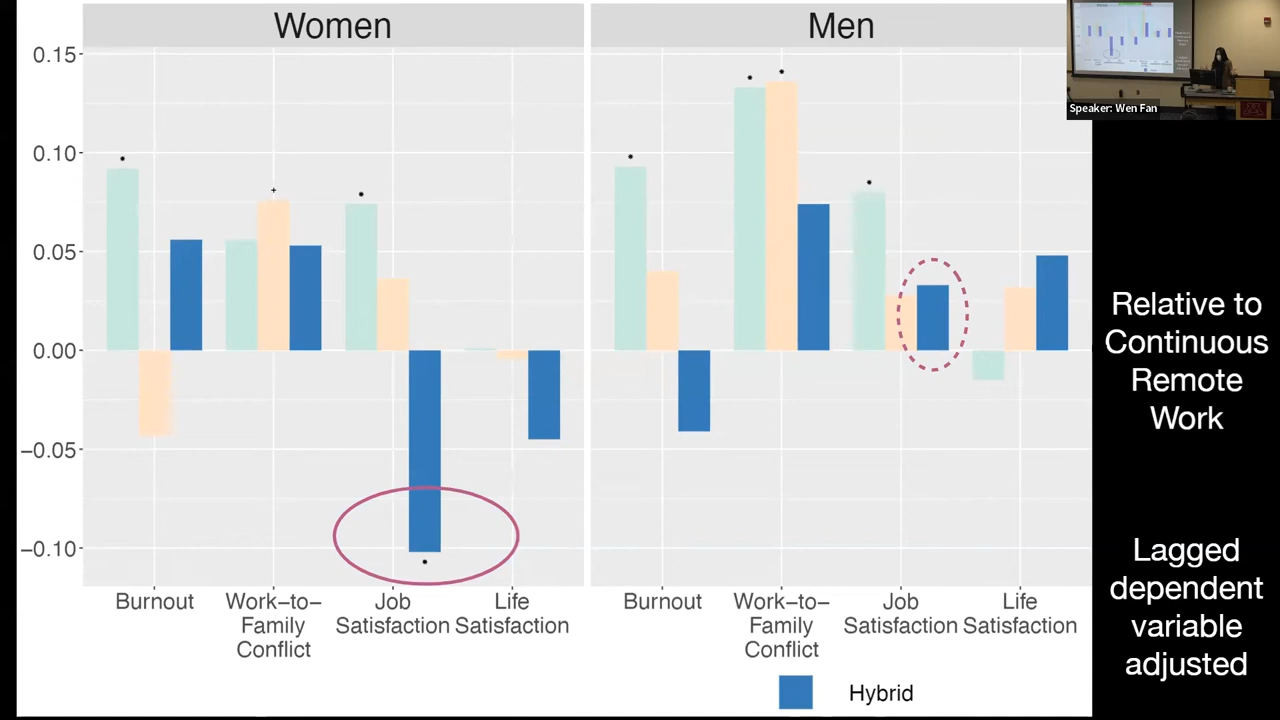 Women
Men
Speaker: Wen Fan
0.15
0.10
0.05
0.00
−0.05
−0.10
Burnout
Work−to−
Family
Conflict
Job
Satisfaction
Life
Satisfaction
Burnout
Work−to−
Family
Conflict
Job
Satisfaction
Life
Satisfaction
Hybrid
Relative to
Continuous
Remote
Work
Lagged
dependent
variable
adjusted